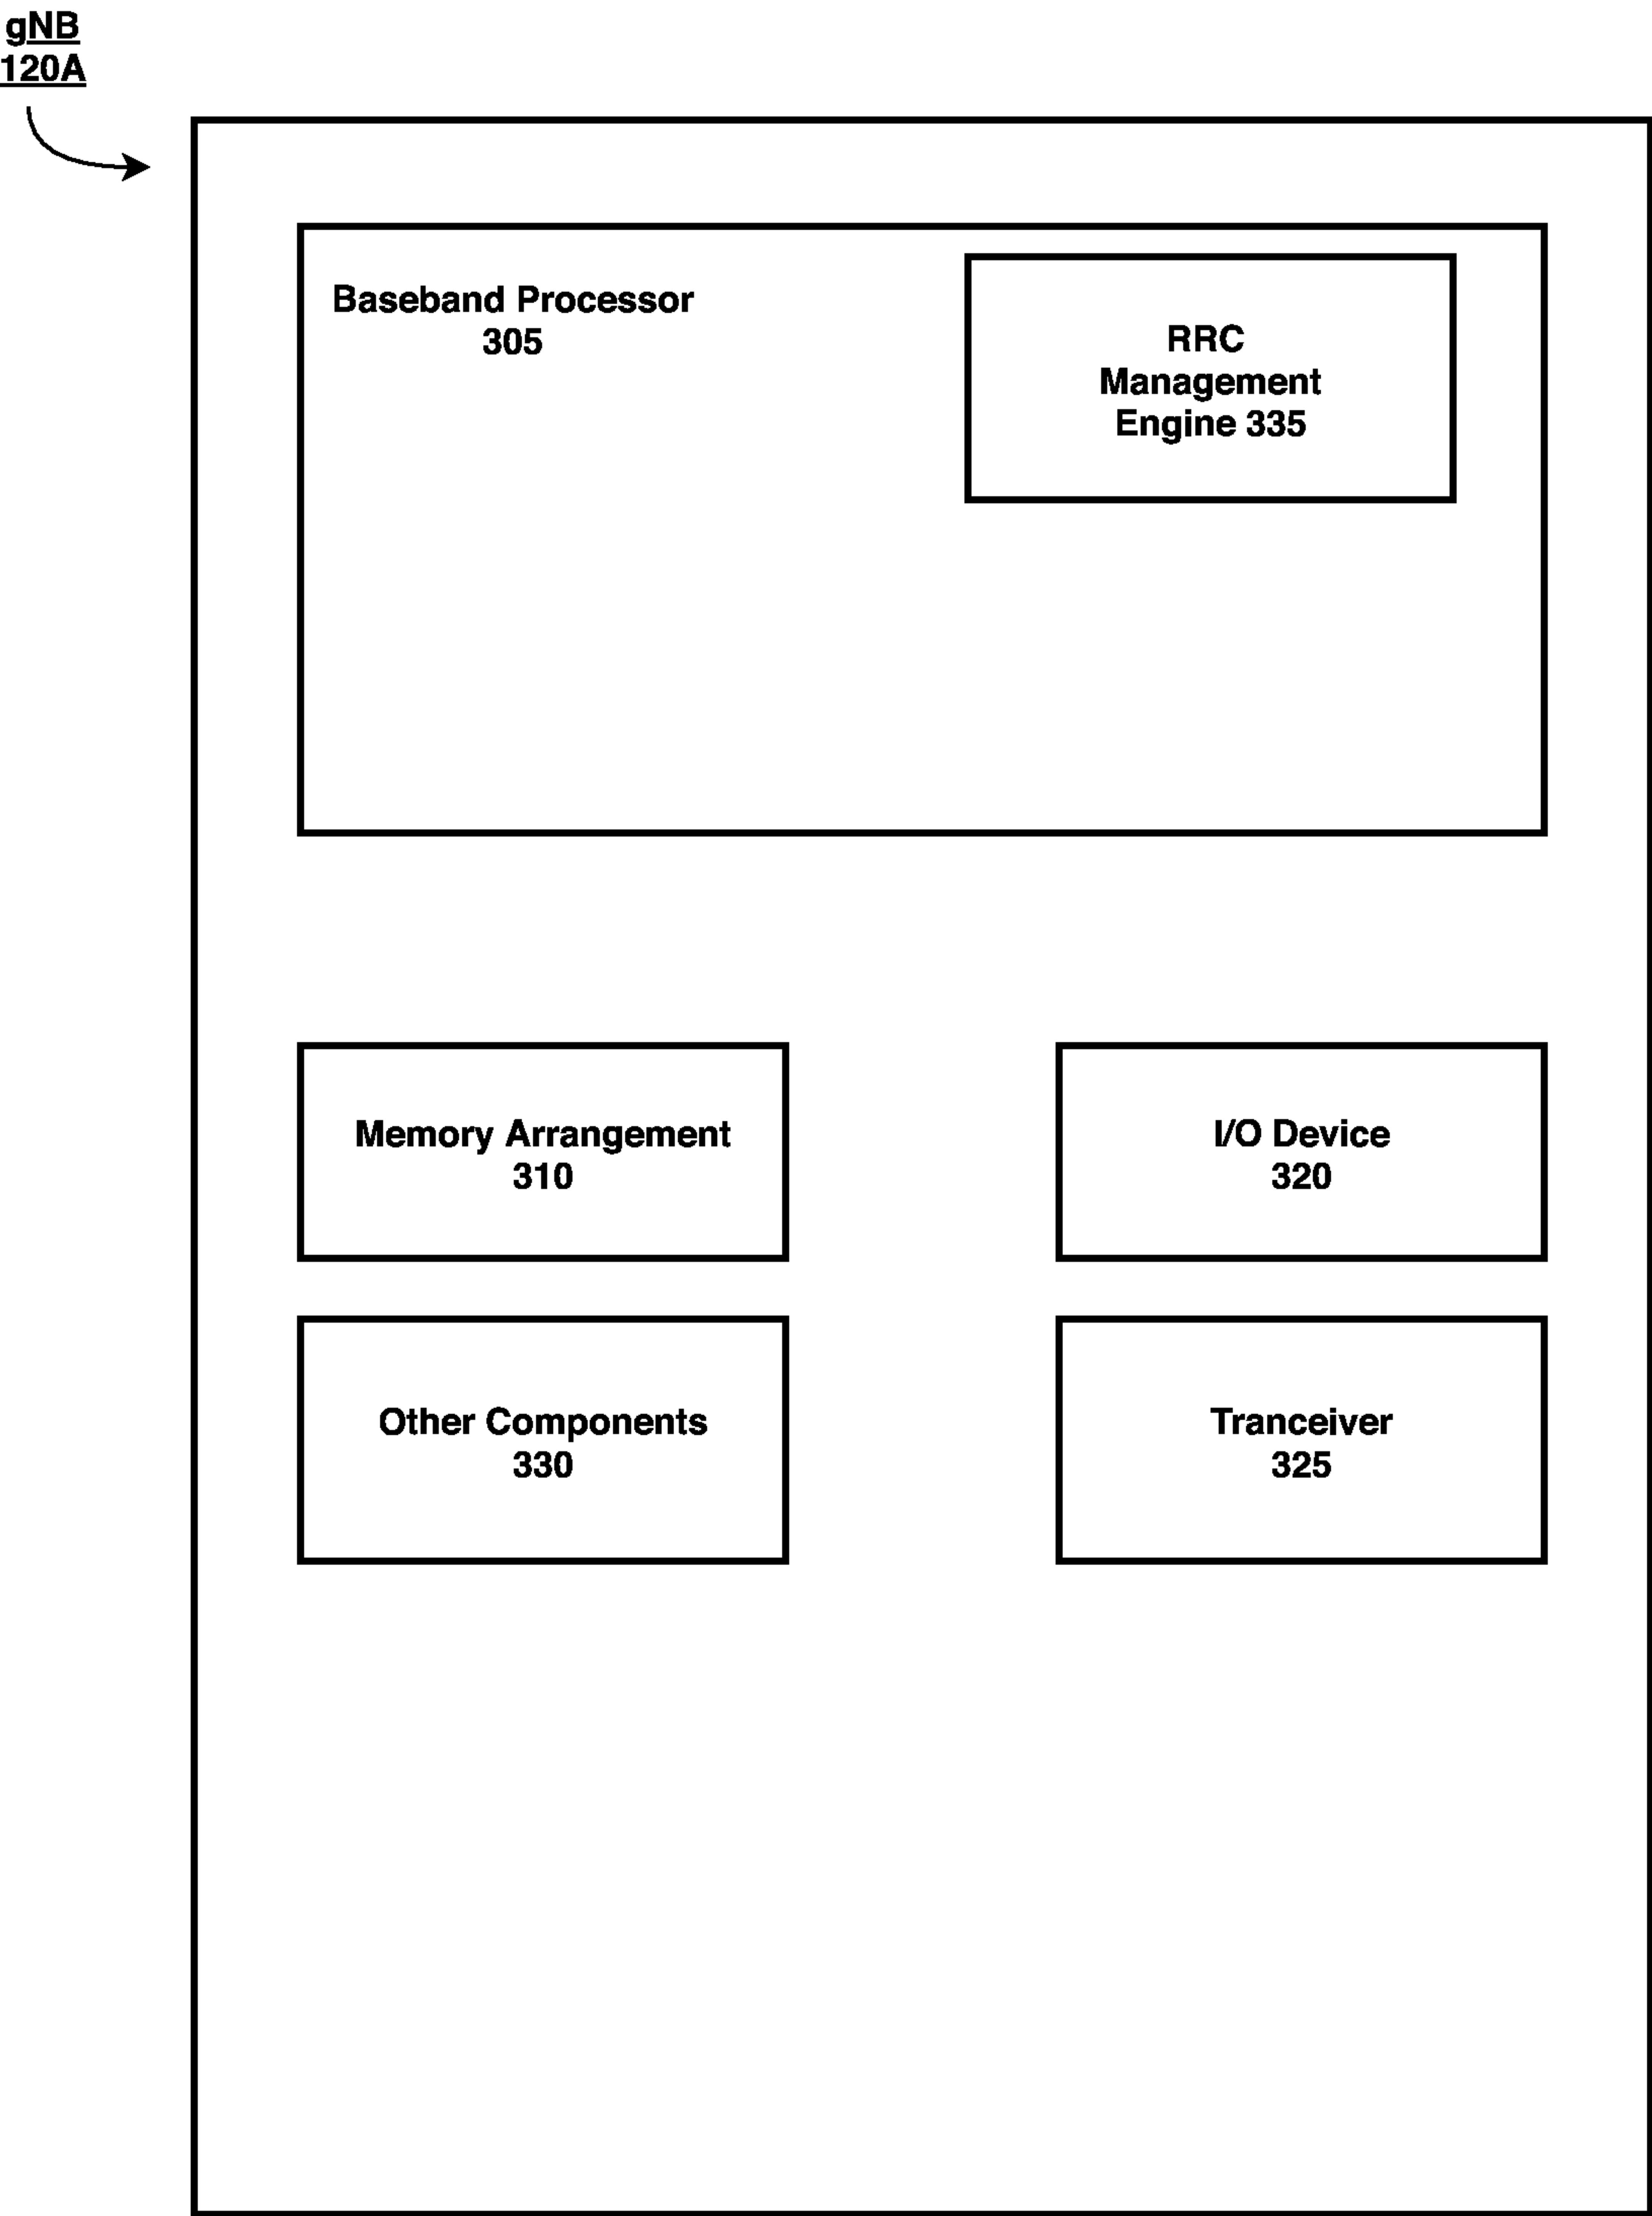 gNB
120A
Baseband Processor
305
RRC
Management
Engine 335
Memory Arrangement
310
I/O Device
320
Other Components
330
Tranceiver
325